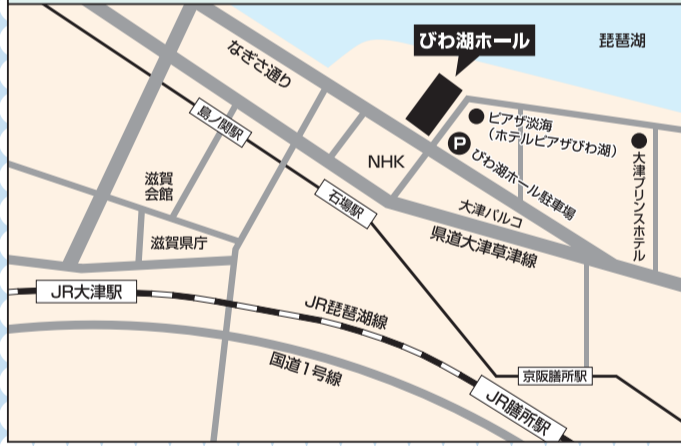 びわ湖ホール
琵琶湖
なぎさ通り
ピアザ淡海
(ホテルピアザびわ湖)
島ノ関駅
P
びわ湖ホール駐車場
大津プリンスホテル
NHK
滋賀
会館
石場駅
大津パルコ
滋賀県庁
県道大津草津線
JR大津駅
JR琵琶湖線
国道1号線
京阪膳所駅
JR膳所駅